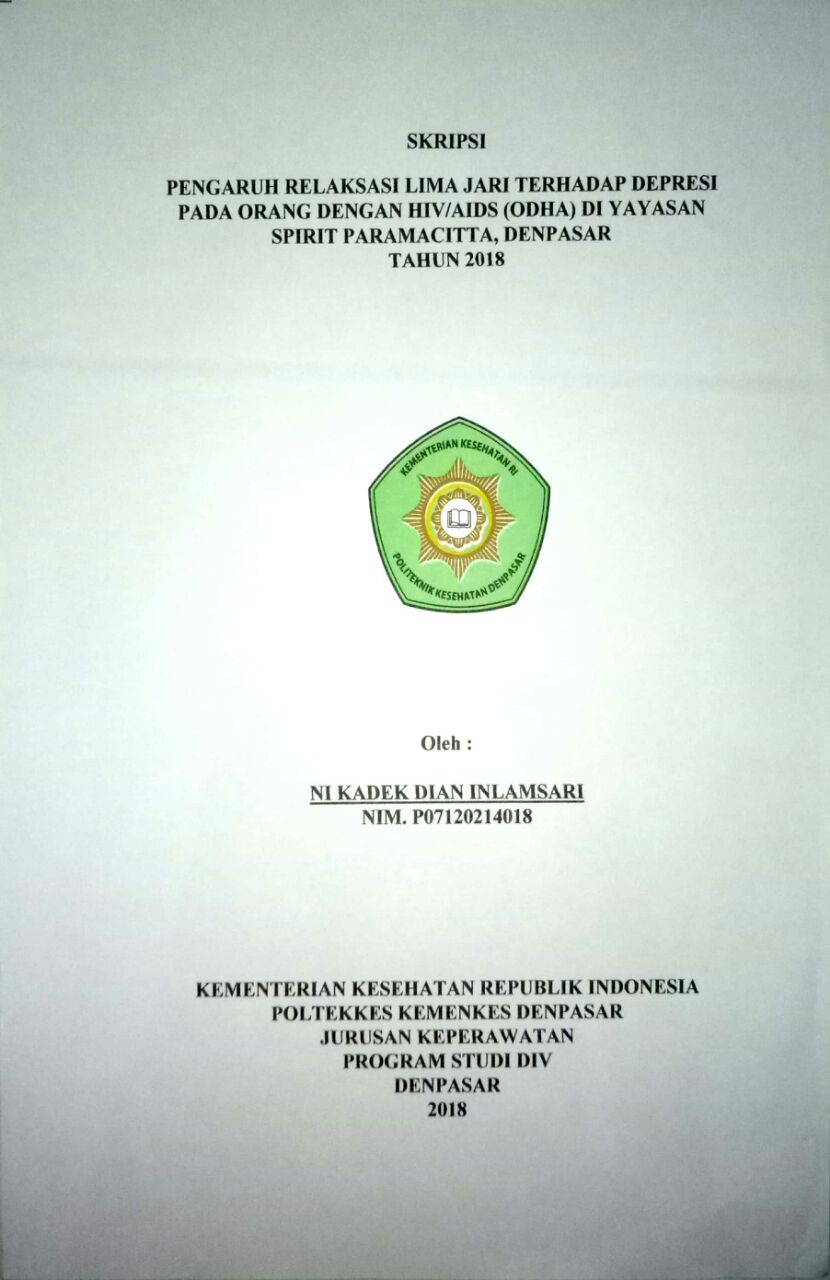 SKRIPSI
PENGARUH RELAKSASI LIMA JARI TERHADAP DEPRESI
PADA ORANG DENGAN HIV/AIDS (ODHA) DI YAYASAN
SPIRIT PARAMACITTA, DENPASAR
TAHUN 2018
KEMENTERIAN KESEHATAN RI
POLITEKNIK KESEHATAN DENPASAR
Oleh :
NI KADEK DIAN INLAMSARI
NIM. P07120214018
KEMENTERIAN KESEHATAN REPUBLIK INDONESIA
POLTEKKES KEMENKES DENPASAR
JURUSAN KEPERAWATAN
PROGRAM STUDI DIV
DENPASAR
2018